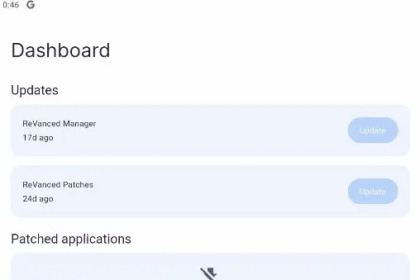 0:46 G
Dashboard
Updates
ReVanced Manager
17d ago
Update
ReVanced Patches
24d ago
Update
Patched applications